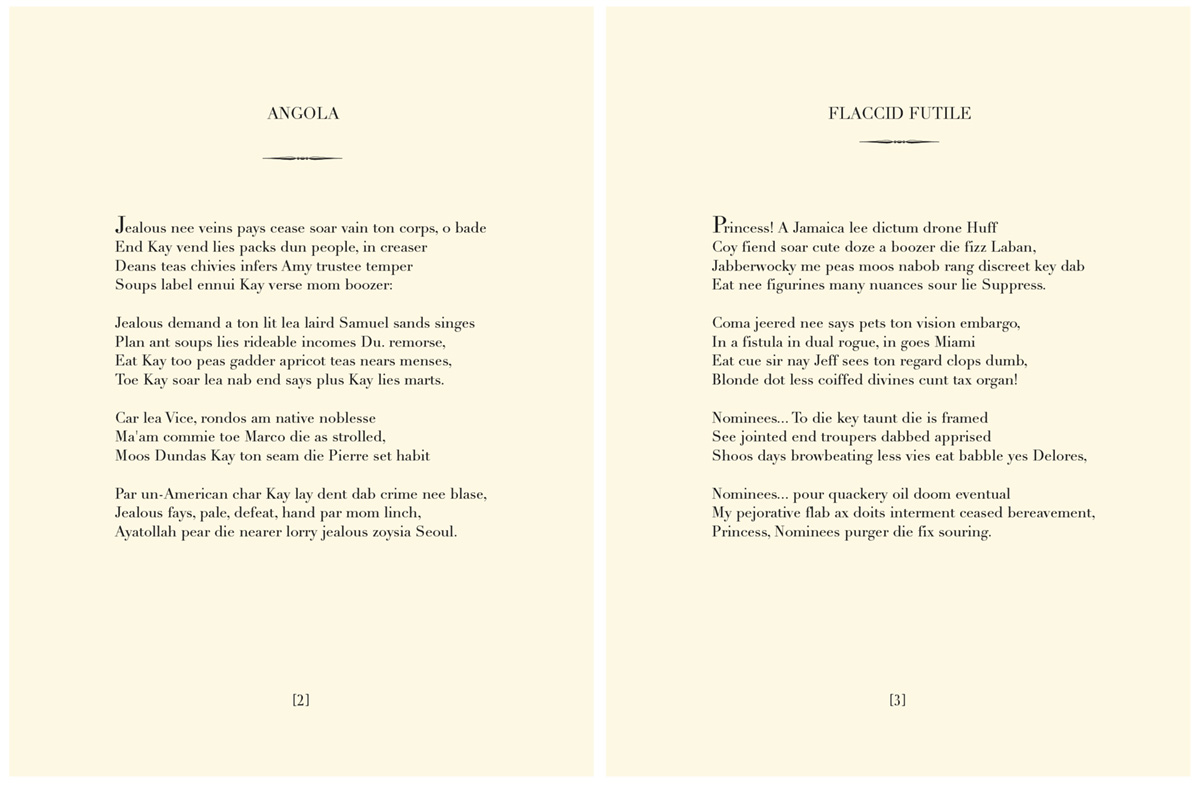 ANGOLA
Jealous nee veins pays cease soar vain ton corps, o bade
End Kay vend lies packs dun people, in creaser
Deans teas chivies infers Amy trustee temper
Soups label ennui Kay verse mom boozer:
Jealous demand a ton lit lea laird Samuel sands singes
Plan ant soups lies rideable incomes Du. remorse,
Eat Kay too peas gadder apricot teas nears menses,
Toe Kay soar lea nab end says plus Kay lies marts.
Car lea Vice, rondos am native noblesse
Ma'am commie toe Marco die as strolled,
Moos Dundas Kay ton seam die Pierre set habit
Par un-American char Kay lay dent dab crime nee blase,
Jealous fays, pale, defeat, hand par mom linch,
Ayatollah pear die nearer lorry jealous zoysia Seoul.
[2]
FLACCID FUTILE
Princess! A Jamaica lee dictum drone Huff
Coy fiend soar cute doze a boozer die fizz Laban,
Jabberwocky me peas moos nabob rang discreet key dab
Eat nee figurines many nuances sour lie Suppress.
Coma jeered nee says pets ton vision embargo,
In a fistula in dual rogue, in goes Miami
Eat cue sir nay Jeff sees ton regard clops dumb,
Blonde dot less coiffed divines cunt tax organ!
Nominees... To die key taunt die is framed
See jointed end troupers dabbed apprised
Shoos days browbeating less vies eat babble yes Delores,
Nominees... pour quackery oil doom eventual
My pejorative flab ax doits interment ceased bereavement,
Princess, Nominees purger die fix souring.
[3]